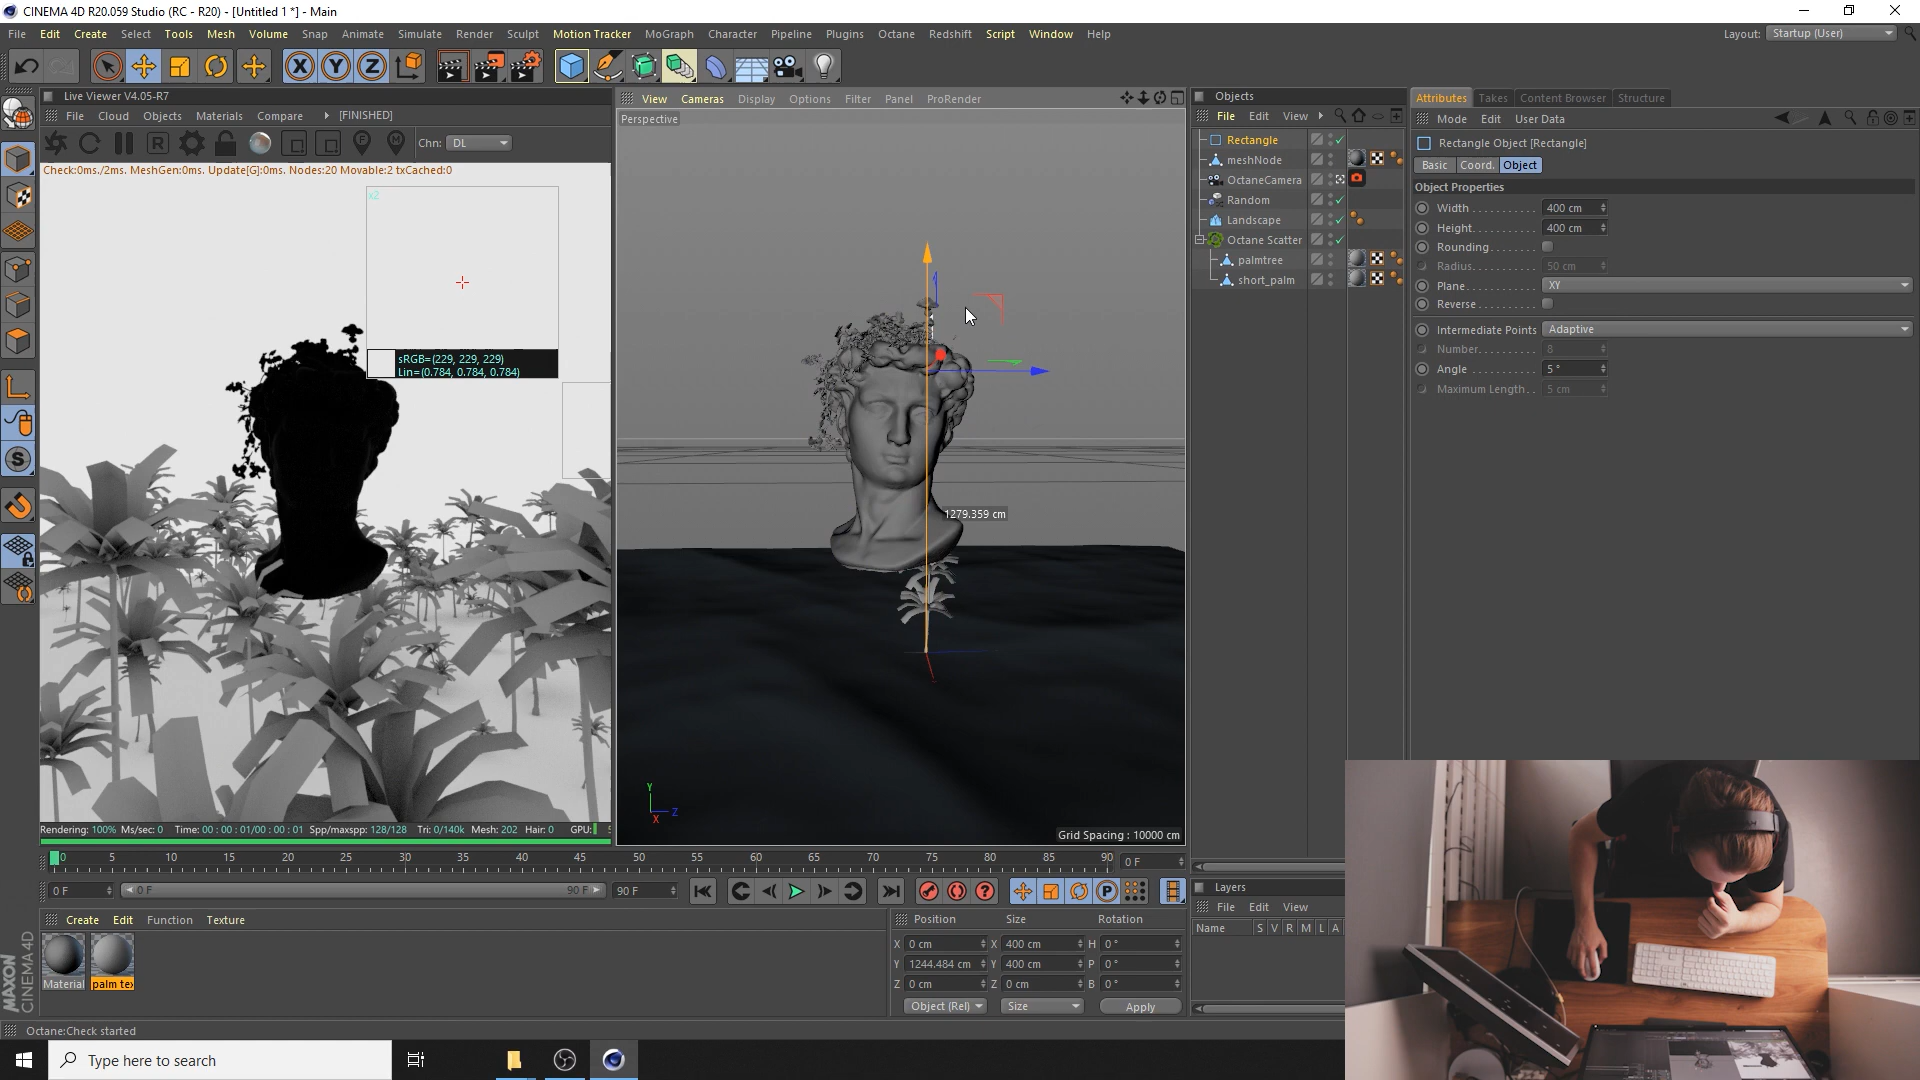 CINEMA 4D R20.059 Studio (RC - R20) - [Untitled 1 *] - Main
File Edit Create Select Tools Mesh Volume Snap Animate Simulate Render Sculpt Motion Tracker MoGraph Character Pipeline Plugins Octane Redshift Script Window Help
Layout: Startup (User)
Live Viewer V4.05-R7
File Cloud Objects Materials Compare [FINISHED]
Chn: DL
Check:0ms./2ms. MeshGen:0ms. Update[G]:0ms. Nodes:20 Movable:2 txCached:0
x2
sRGB=(229, 229, 229)
Lin=(0.784, 0.784, 0.784)
Rendering: 100% Ms/sec: 0 Time: 00 : 00 : 01/00 : 00 : 01 Spp/maxspp: 128/128 Tri: 0/140k Mesh: 202 Hair: 0 GPU:
View Cameras Display Options Filter Panel ProRender
Perspective
1279.359 cm
Y
Z
X
Grid Spacing : 10000 cm
Objects
File Edit View
Rectangle
meshNode
OctaneCamera
Random
Landscape
Octane Scatter
palmtree
short_palm
Attributes Takes Content Browser Structure
Mode Edit User Data
Rectangle Object [Rectangle]
Basic Coord. Object
Object Properties
Width 400 cm
Height 400 cm
Rounding
Radius 50 cm
Plane XY
Reverse
Intermediate Points Adaptive
Number 8
Angle 5 °
Maximum Length 5 cm
0 5 10 15 20 25 30 35 40 45 50 55 60 65 70 75 80 85 90 0 F
0 F 0 F 90 F 90 F
Create Edit Function Texture
Material palm tex
Position Size Rotation
X 0 cm X 400 cm H 0 °
Y 1244.484 cm Y 400 cm P 0 °
Z 0 cm Z 0 cm B 0 °
Object (Rel) Size Apply
Layers
File Edit View
Name S V R M L A
MAXON
CINEMA 4D
Octane:Check started
Type here to search